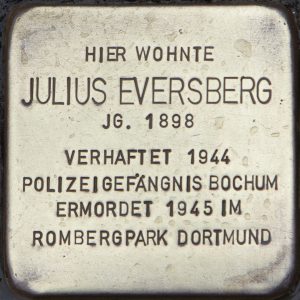 HIER WOHNTE
JULIUS EVERSBERG
JG. 1898
VERHAFTET 1944
POLIZEIGEFÄNGNIS BOCHUM
ERMORDET 1945 IM
ROMBERGPARK DORTMUND